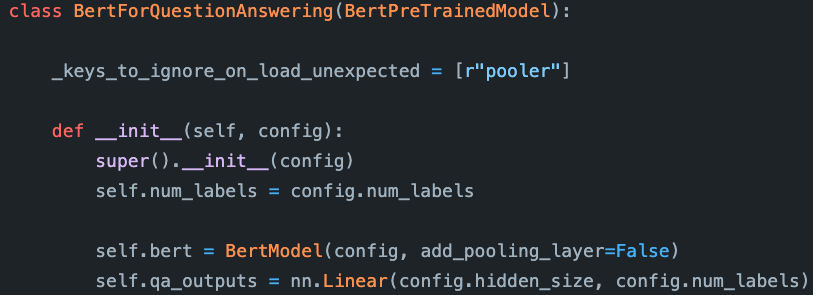 class BertForQuestionAnswering(BertPreTrainedModel):
_keys_to_ignore_on_load_unexpected = [r"pooler"]
def __init__(self, config):
super().__init__(config)
self.num_labels = config.num_labels
self.bert = BertModel(config, add_pooling_layer=False)
self.qa_outputs = nn.Linear(config.hidden_size, config.num_labels)